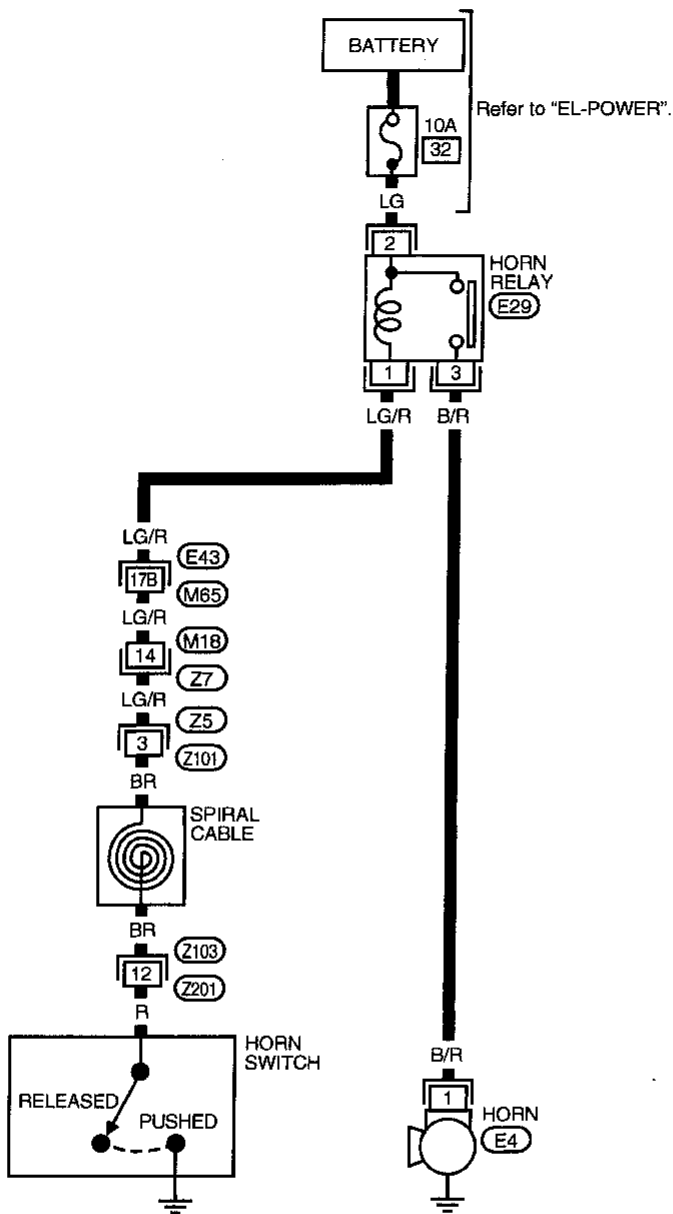 BATTERY
Refer to "EL-POWER".
10A
32
LG
2
HORN
RELAY
E29
1
3
LG/R
B/R
LG/R
E43
17B
M65
LG/R
M18
14
Z7
LG/R
Z5
3
Z101
BR
SPIRAL
CABLE
BR
Z103
12
Z201
R
HORN
SWITCH
RELEASED
PUSHED
B/R
1
HORN
E4